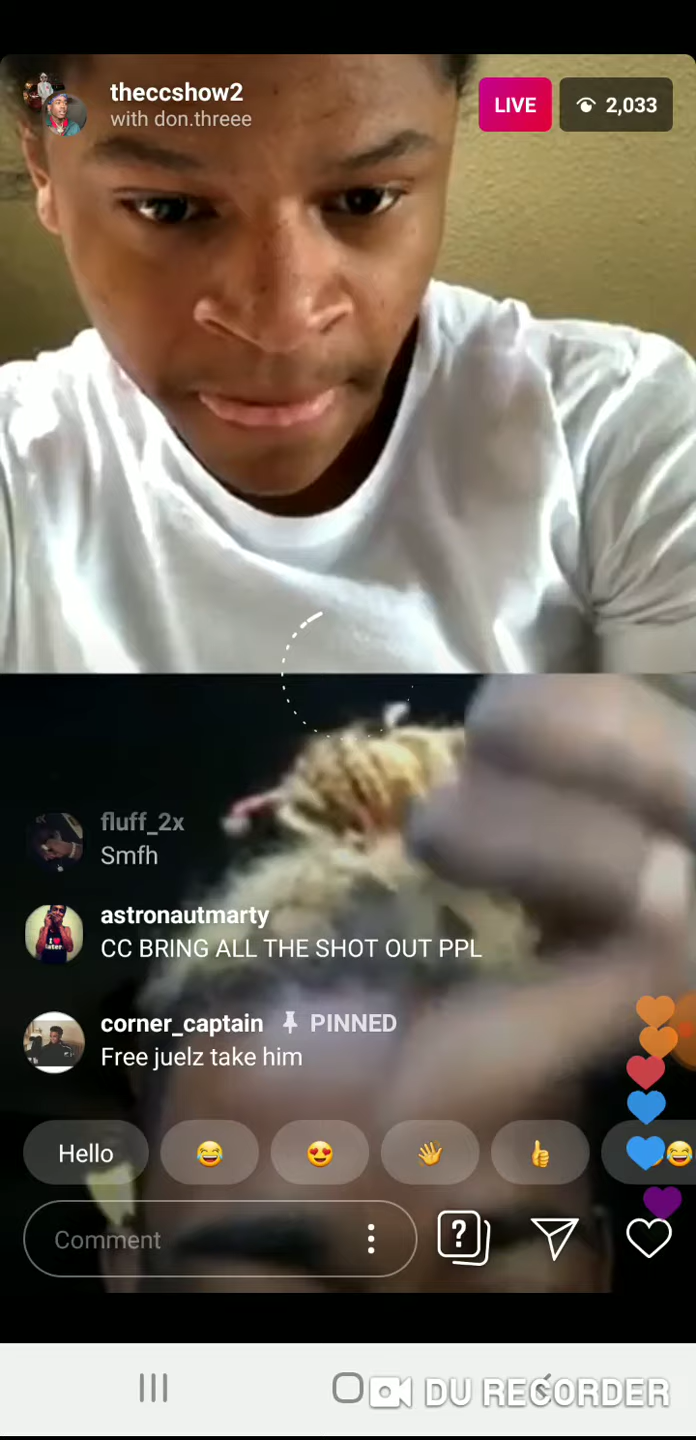 theccshow2
with don.threee
LIVE
2,033
fluff_2x
Smfh
astronautmarty
CC BRING ALL THE SHOT OUT PPL
corner_captain PINNED
Free juelz take him
Hello
Comment
?
DU RECORDER